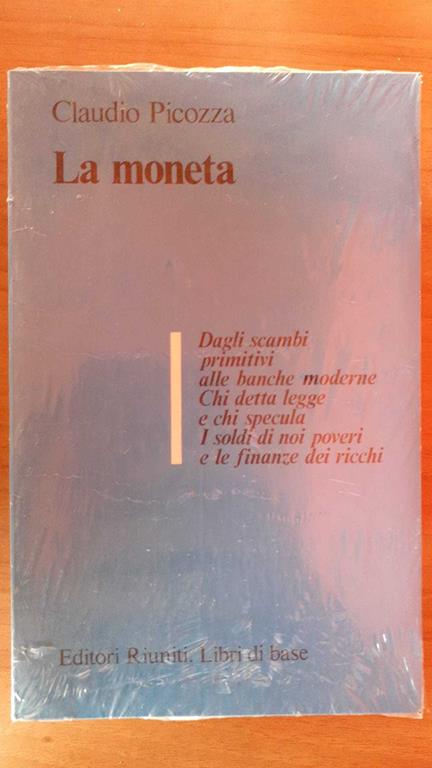 Claudio Picozza
La moneta
Dagli scambi
primitivi
alle banche moderne
Chi detta legge
e chi specula
I soldi di noi poveri
e le finanze dei ricchi
Editori Riuniti. Libri di base